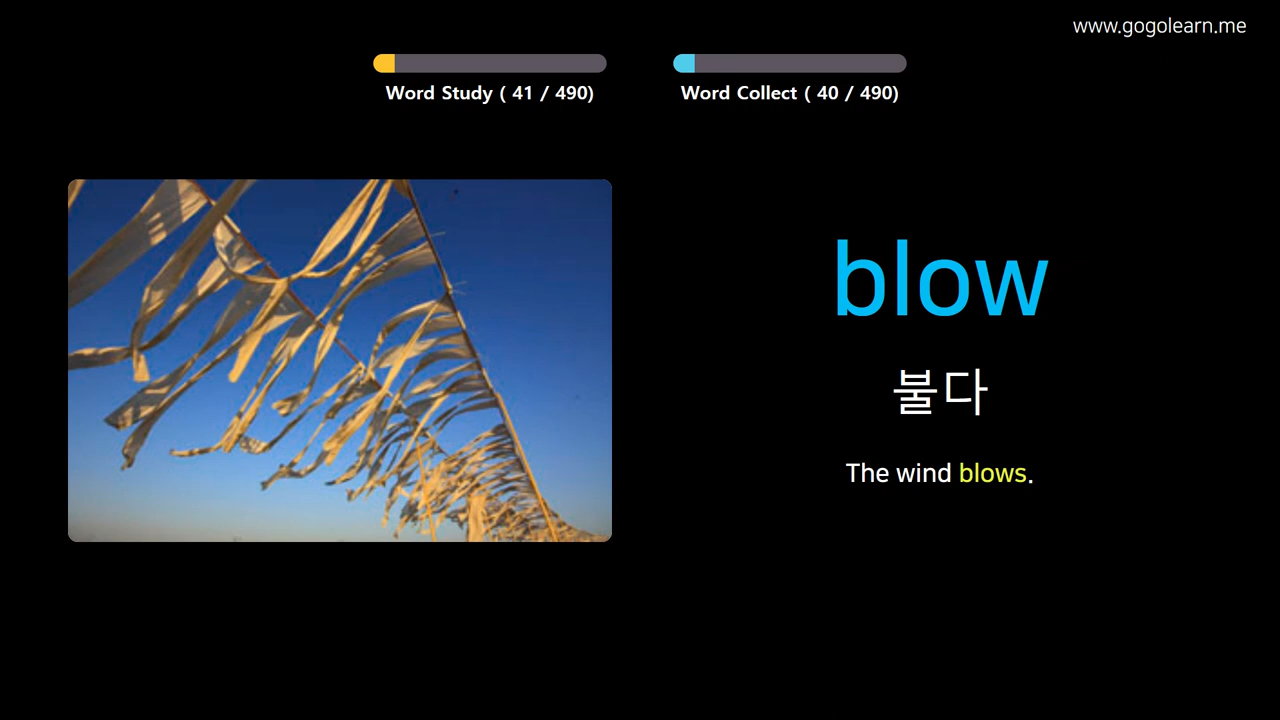 www.gogolearn.me
Word Study ( 41 / 490)
Word Collect ( 40 / 490)
blow
불다
The wind blows.